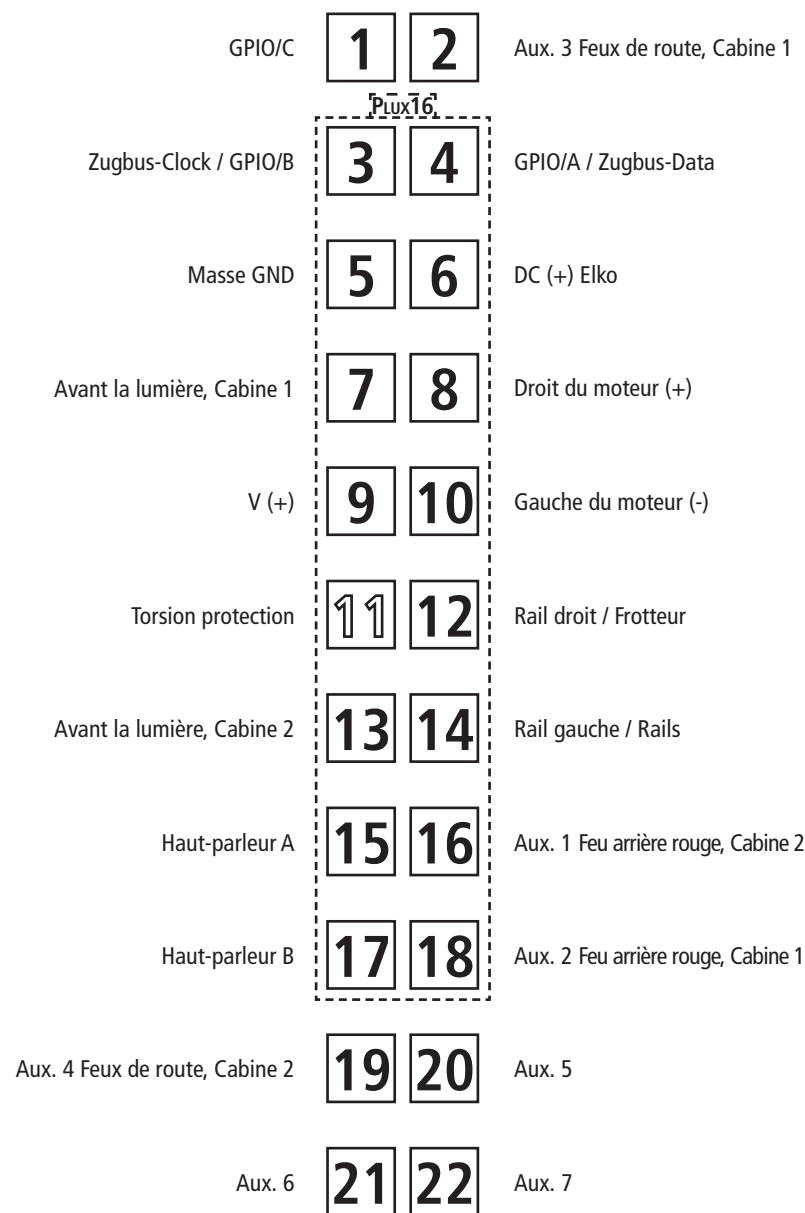 GPIO/C 1 2 Aux. 3 Feux de route, Cabine 1
PLUX16
Zugbus-Clock / GPIO/B 3 4 GPIO/A / Zugbus-Data
Masse GND 5 6 DC (+) Elko
Avant la lumière, Cabine 1 7 8 Droit du moteur (+)
V (+) 9 10 Gauche du moteur (-)
Torsion protection 11 12 Rail droit / Frotteur
Avant la lumière, Cabine 2 13 14 Rail gauche / Rails
Haut-parleur A 15 16 Aux. 1 Feu arrière rouge, Cabine 2
Haut-parleur B 17 18 Aux. 2 Feu arrière rouge, Cabine 1
Aux. 4 Feux de route, Cabine 2 19 20 Aux. 5
Aux. 6 21 22 Aux. 7